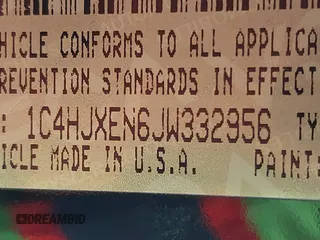 HICLE CONFORMS TO ALL APPLICA
REVENTION STANDARDS IN EFFECT
: 1C4HJXEN6JW332956 TY
ICLE MADE IN U.S.A. PAINT:
DREAMBID